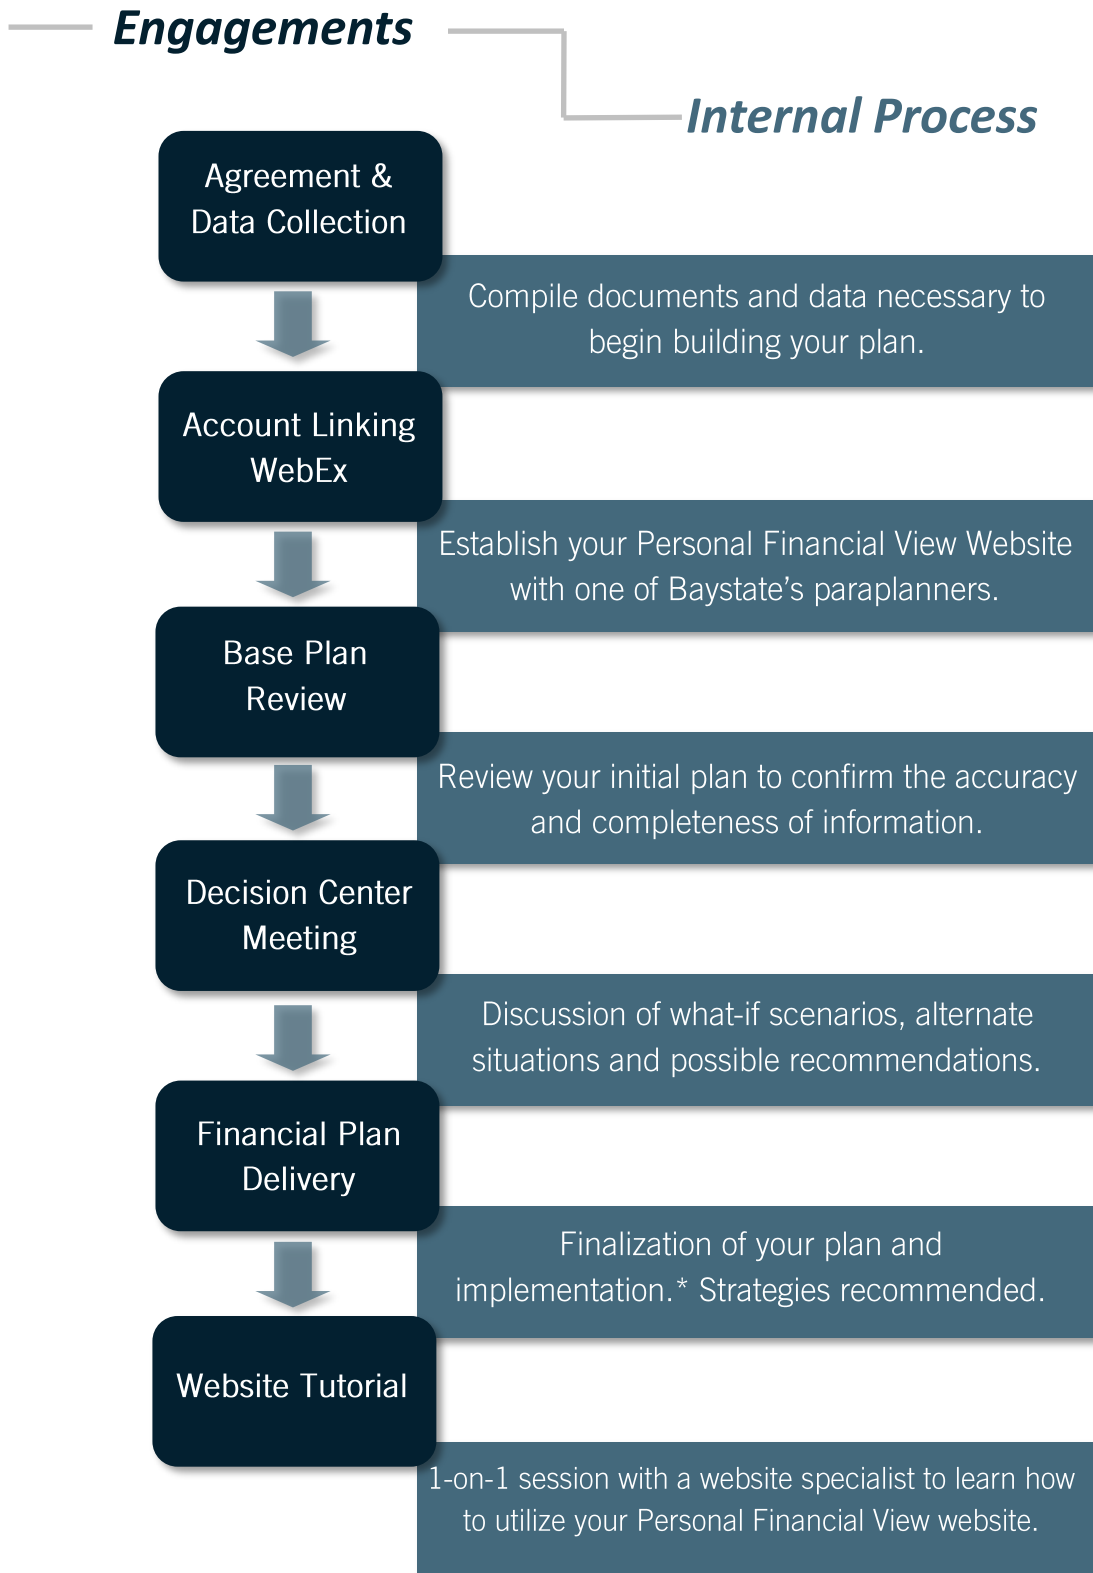 Engagements
Internal Process
Agreement &
Data Collection
Compile documents and data necessary to
begin building your plan.
Account Linking
WebEx
Establish your Personal Financial View Website
with one of Baystate’s paraplanners.
Base Plan
Review
Review your initial plan to confirm the accuracy
and completeness of information.
Decision Center
Meeting
Discussion of what-if scenarios, alternate
situations and possible recommendations.
Financial Plan
Delivery
Finalization of your plan and
implementation.* Strategies recommended.
Website Tutorial
1-on-1 session with a website specialist to learn how
to utilize your Personal Financial View website.